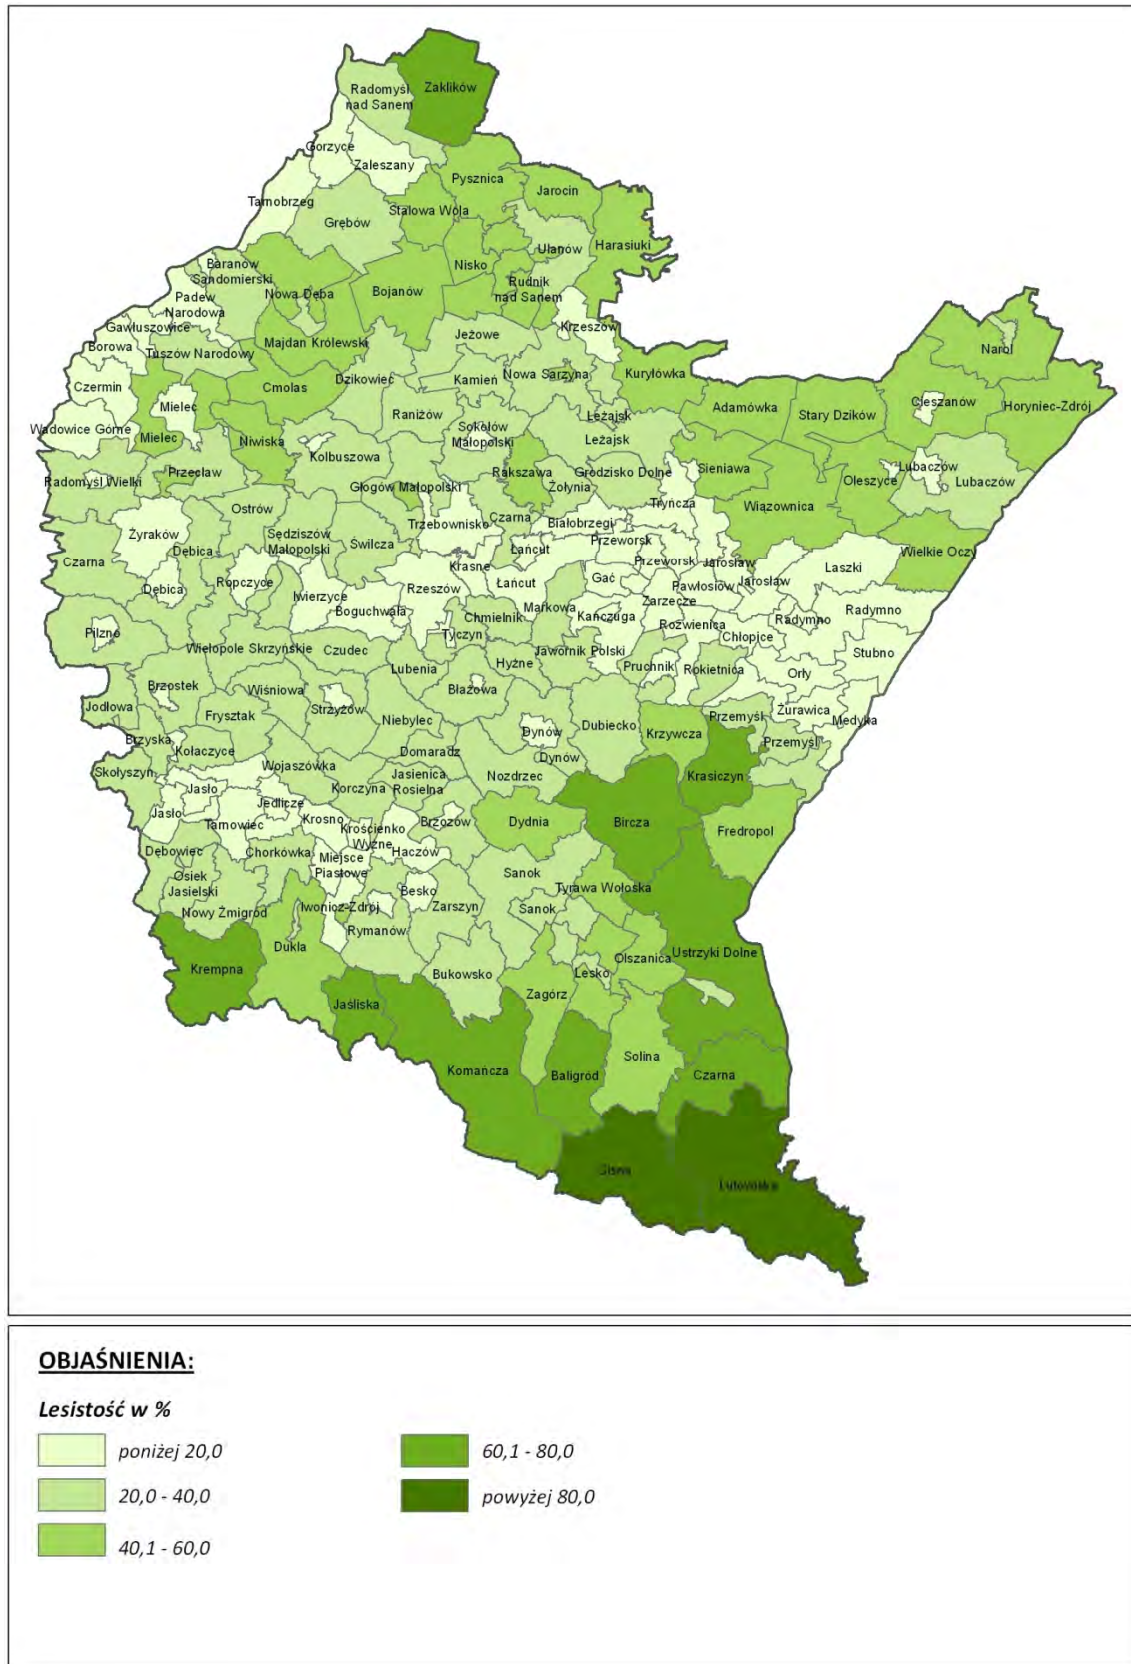 Zaklików
Radomyśl
nad Sanem
Gorzyce
Zaleszany
Pysznica
Jarocin
Tarnobrzeg
Stalowa Wola
Grębów
Ulanów
Harasiuki
Baranów
Sandomierski
Nisko
Rudnik
nad Sanem
Nowa Dęba
Bojanów
Padew
Narodowa
Gawłuszowice
Krzeszów
Borowa
Tuszów Narodowy
Majdan Królewski
Jeżowe
Narol
Czermin
Cmolas
Dzikowiec
Kamień
Nowa Sarzyna
Kuryłówka
Cieszanów
Horyniec-Zdrój
Mielec
Adamówka
Stary Dzików
Raniżów
Leżajsk
Wadowice Górne
Mielec
Niwiska
Sokołów
Małopolski
Leżajsk
Kolbuszowa
Radomyśl Wielki
Przecław
Rakszawa
Grodzisko Dolne
Sieniawa
Oleszyce
Lubaczów
Lubaczów
Głogów Małopolski
Żołynia
Ostrów
Tryńcza
Wiązownica
Żyraków
Sędziszów
Małopolski
Trzebownisko
Czarna
Białobrzegi
Czarna
Dębica
Świlcza
Przeworsk
Wielkie Oczy
Łańcut
Krasne
Przeworsk
Jarosław
Laszki
Dębica
Ropczyce
Iwierzyce
Rzeszów
Łańcut
Gać
Pawłosiów
Jarosław
Boguchwała
Markowa
Kańczuga
Zarzecze
Radymno
Radymno
Pilzno
Tyczyn
Chmielnik
Roźwienica
Chłopice
Wielopole Skrzyńskie
Czudec
Jawornik Polski
Stubno
Lubenia
Hyżne
Pruchnik
Rokietnica
Orły
Brzostek
Wiśniowa
Błażowa
Jodłowa
Frysztak
Strzyżów
Niebylec
Dubiecko
Przemyśl
Żurawica
Medyka
Brzyska
Dynów
Krzywcza
Kołaczyce
Domaradz
Dynów
Przemyśl
Skołyszyn
Wojaszówka
Jasienica
Rosielna
Nozdrzec
Krasiczyn
Jasło
Korczyna
Jedlicze
Jasło
Tarnowiec
Krosno
Krościenko
Wyżne
Brzozów
Dydnia
Bircza
Fredropol
Dębowiec
Chorkówka
Miejsce
Piastowe
Haczów
Osiek
Jasielski
Sanok
Besko
Tyrawa Wołoska
Nowy Żmigród
Iwonicz-Zdrój
Zarszyn
Sanok
Rymanów
Dukla
Ustrzyki Dolne
Olszanica
Krempna
Bukowsko
Lesko
Zagórz
Jaśliska
Solina
Komańcza
Baligród
Czarna
Cisna
Lutowiska
OBJAŚNIENIA:
Lesistość w %
poniżej 20,0
20,0 - 40,0
40,1 - 60,0
60,1 - 80,0
powyżej 80,0